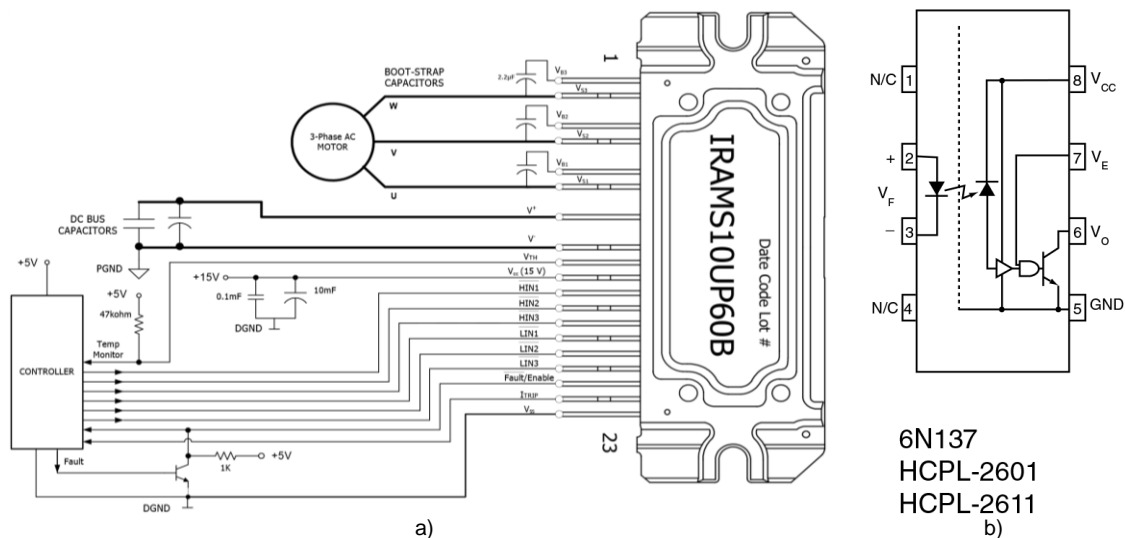 1
BOOT-STRAP
CAPACITORS
2.2µF
VB3
VS3
W
VB2
VS2
V
VB1
VS1
U
3-Phase AC
MOTOR
V+
DC BUS
CAPACITORS
V-
PGND
VTH
+5V
+15V
Vcc (15 V)
0.1mF
10mF
DGND
+5V
47kohm
Temp
Monitor
CONTROLLER
HIN1
HIN2
HIN3
LIN1
LIN2
LIN3
Fault/Enable
ITRIP
VSS
23
Fault
1K
+5V
DGND
IRAMS10UP60B
Date Code Lot #
a)
N/C 1
8 VCC
+
2
7 VE
VF
–
3
6 VO
N/C 4
5 GND
6N137
HCPL-2601
HCPL-2611
b)